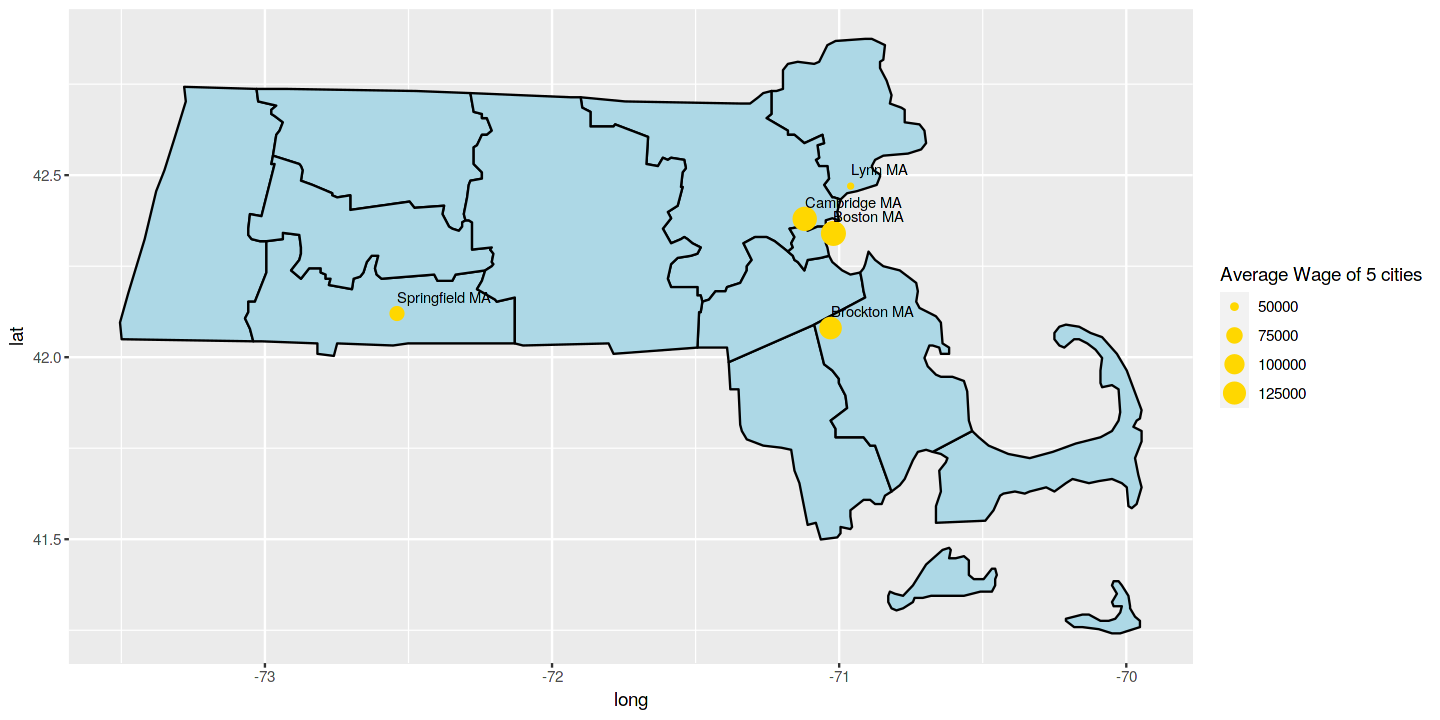 lat
42.5
42.0
41.5
-73
-72
-71
-70
long
Lynn MA
Cambridge MA
Boston MA
Springfield MA
Brockton MA
Average Wage of 5 cities
50000
75000
100000
125000